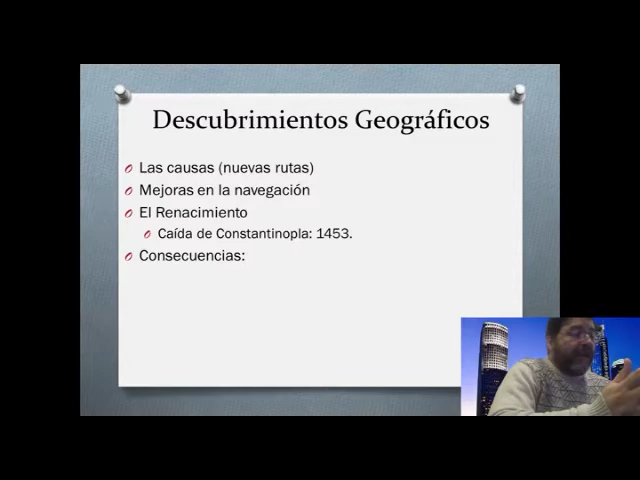 Descubrimientos Geográficos
Las causas (nuevas rutas)
Mejoras en la navegación
El Renacimiento
Caída de Constantinopla: 1453.
Consecuencias: